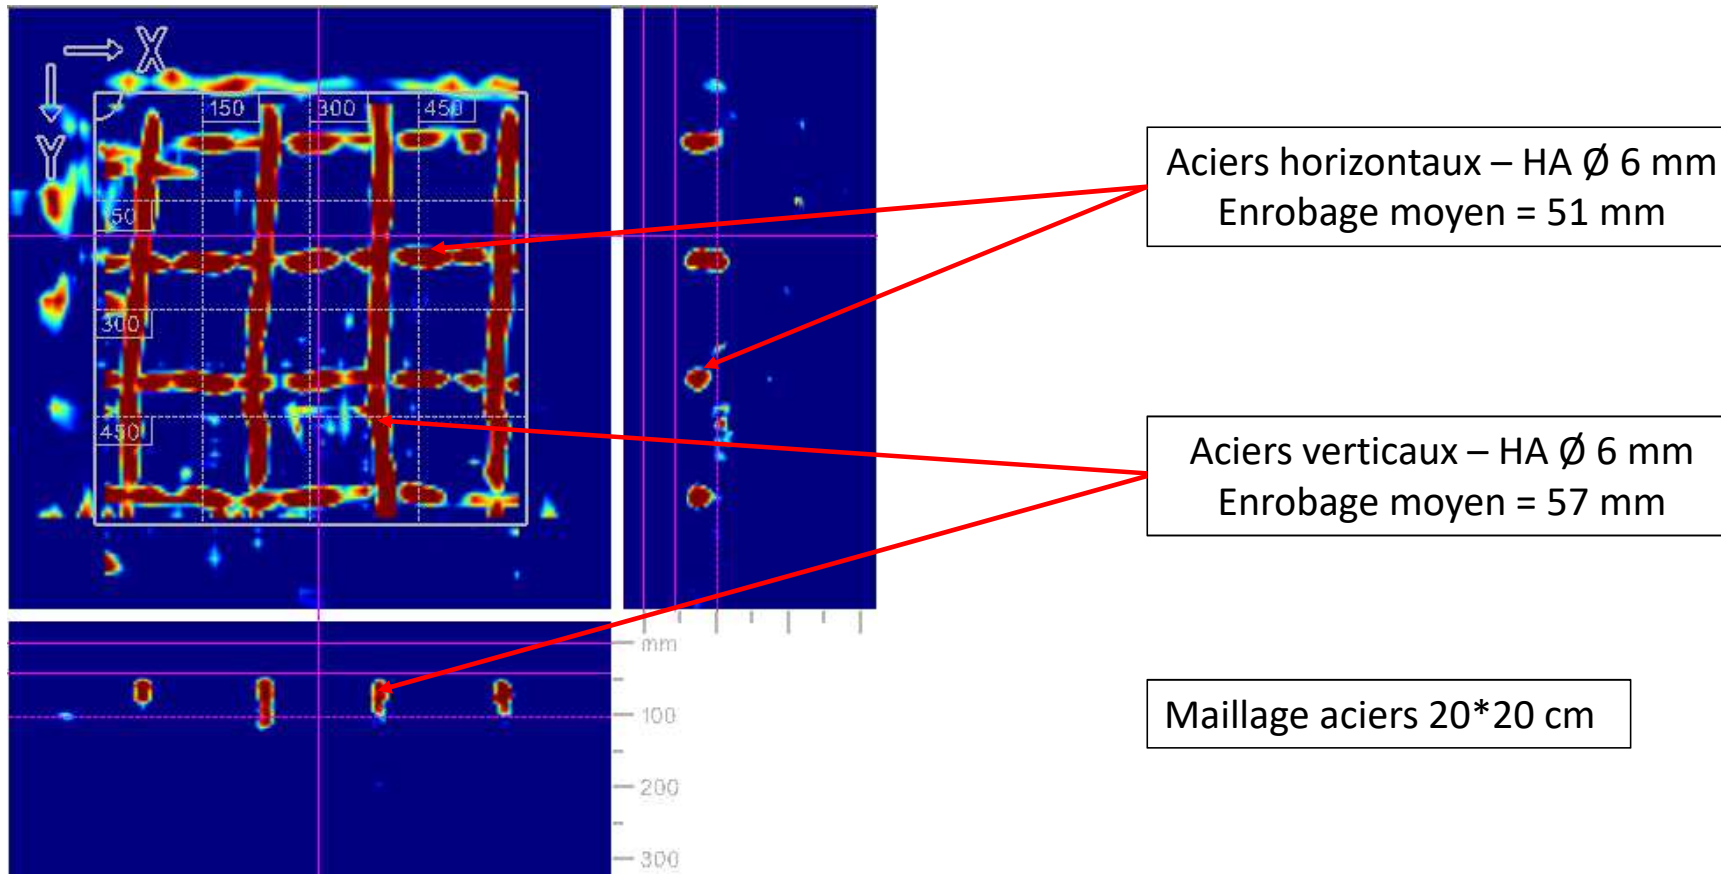 X
Y
150
300
450
150
300
450
mm
100
200
300
Aciers horizontaux – HA Ø 6 mm
Enrobage moyen = 51 mm
Aciers verticaux – HA Ø 6 mm
Enrobage moyen = 57 mm
Maillage aciers 20*20 cm